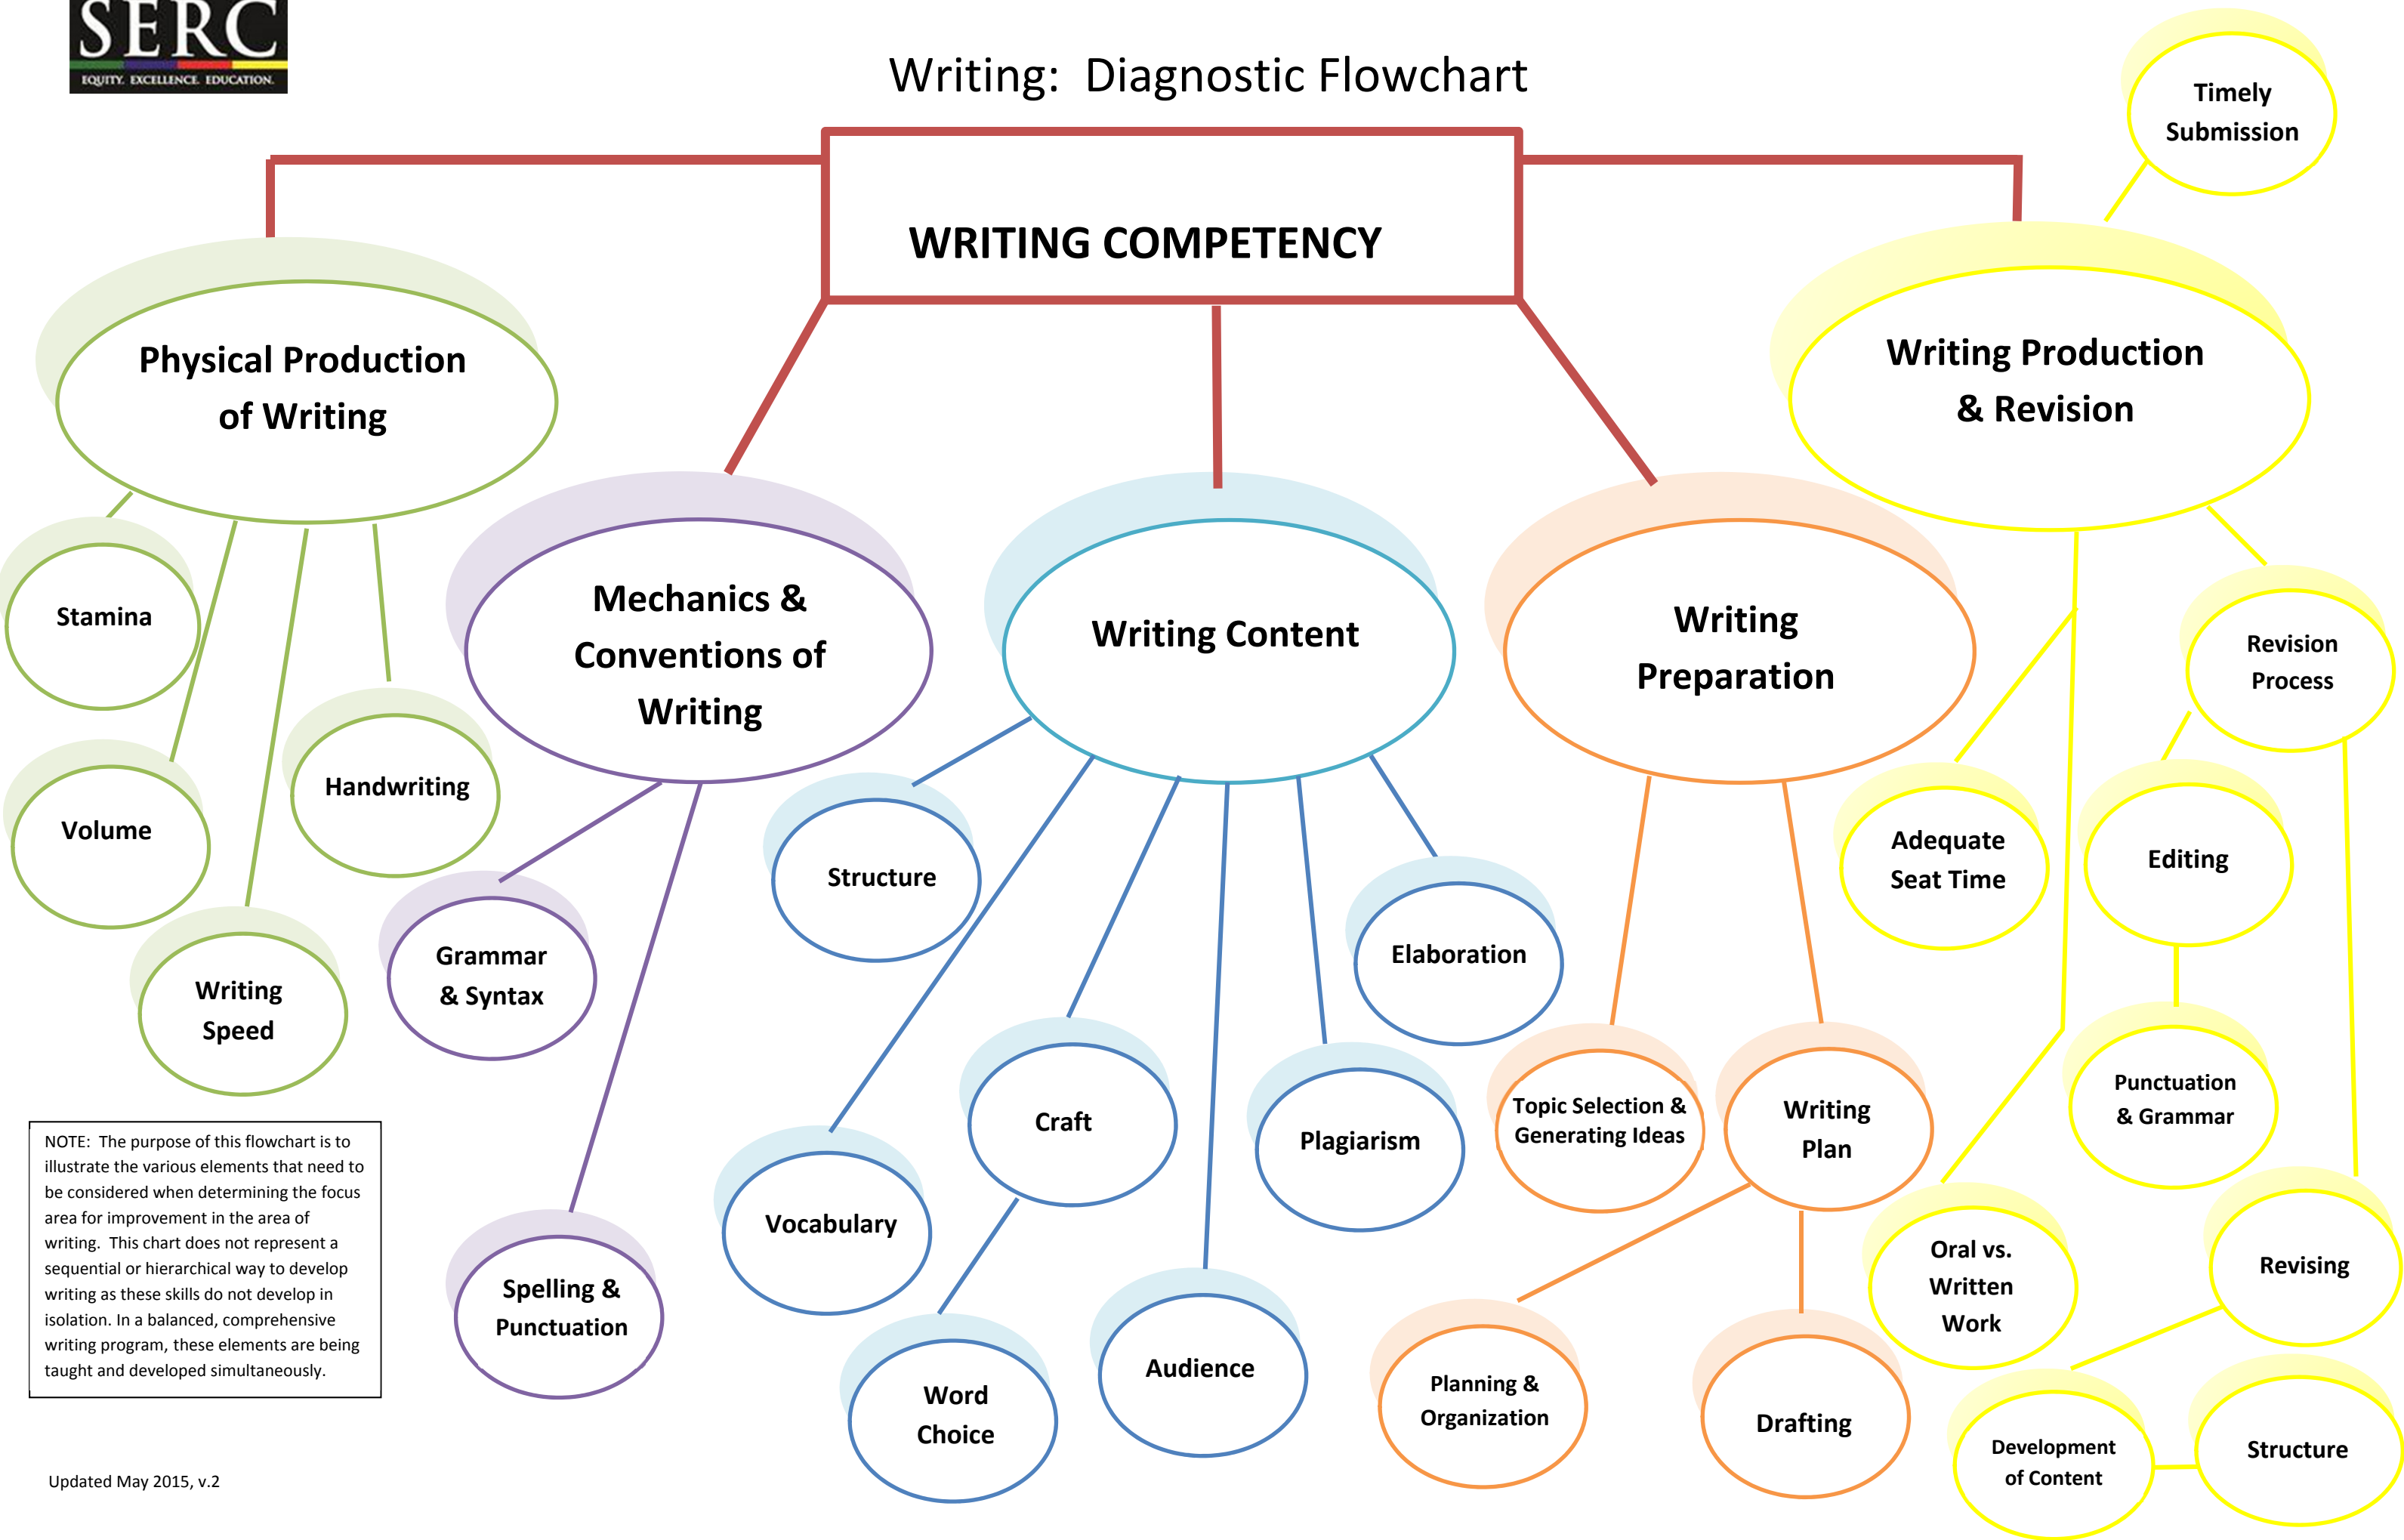 SERC
EQUITY. EXCELLENCE. EDUCATION.
Writing:  Diagnostic Flowchart
WRITING COMPETENCY
Timely
Submission
Physical Production
of Writing
Writing Production
& Revision
Mechanics &
Conventions of
Writing
Writing Content
Writing
Preparation
Stamina
Volume
Handwriting
Writing
Speed
Grammar
& Syntax
Spelling &
Punctuation
Structure
Vocabulary
Craft
Word
Choice
Audience
Plagiarism
Elaboration
Topic Selection &
Generating Ideas
Writing
Plan
Planning &
Organization
Drafting
Adequate
Seat Time
Oral vs.
Written
Work
Revision
Process
Editing
Punctuation
& Grammar
Revising
Development
of Content
Structure
NOTE:  The purpose of this flowchart is to
illustrate the various elements that need to
be considered when determining the focus
area for improvement in the area of
writing.  This chart does not represent a
sequential or hierarchical way to develop
writing as these skills do not develop in
isolation. In a balanced, comprehensive
writing program, these elements are being
taught and developed simultaneously.
Updated May 2015, v.2